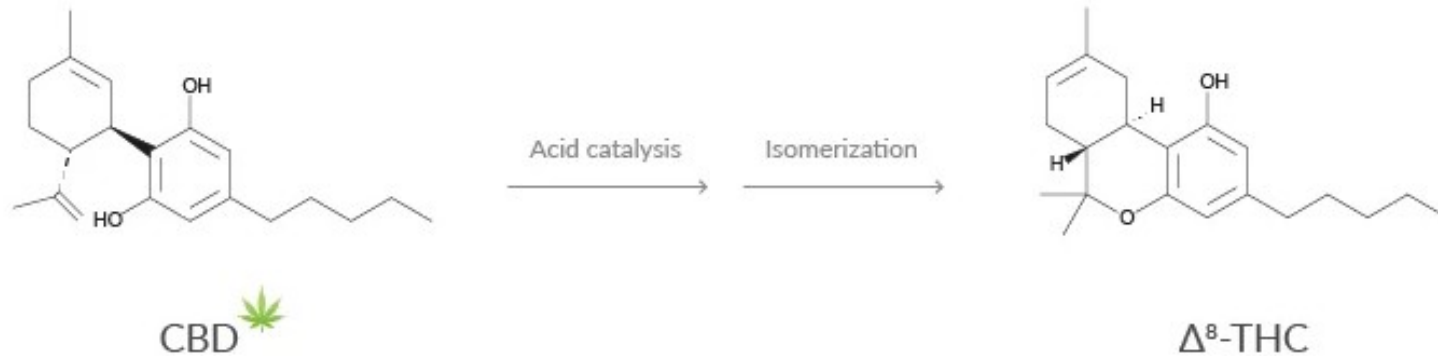 OH
HO
CBD
Acid catalysis
Isomerization
H
OH
H
O
Δ⁸-THC